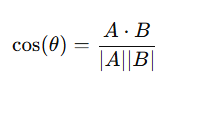 cos(θ) = A · B / |A||B|